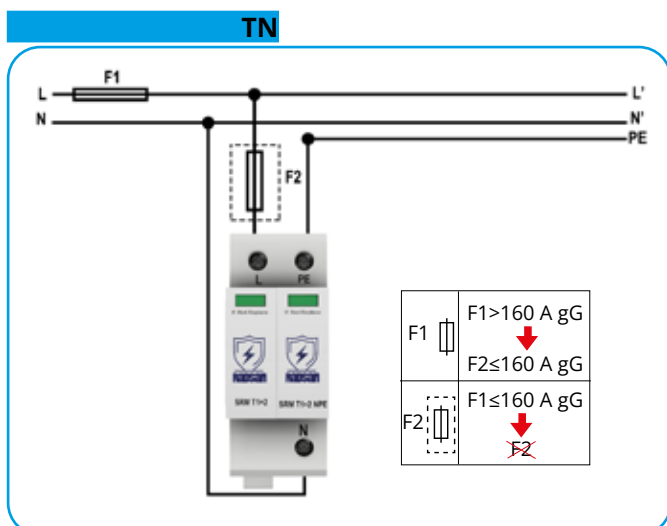 TN
F1
L
L'
N
N'
PE
F2
L
PE
SRM T1+2
SRM T1+2 NPE
N
F1
F1>160 A gG
F2≤160 A gG
F2
F1≤160 A gG
F2